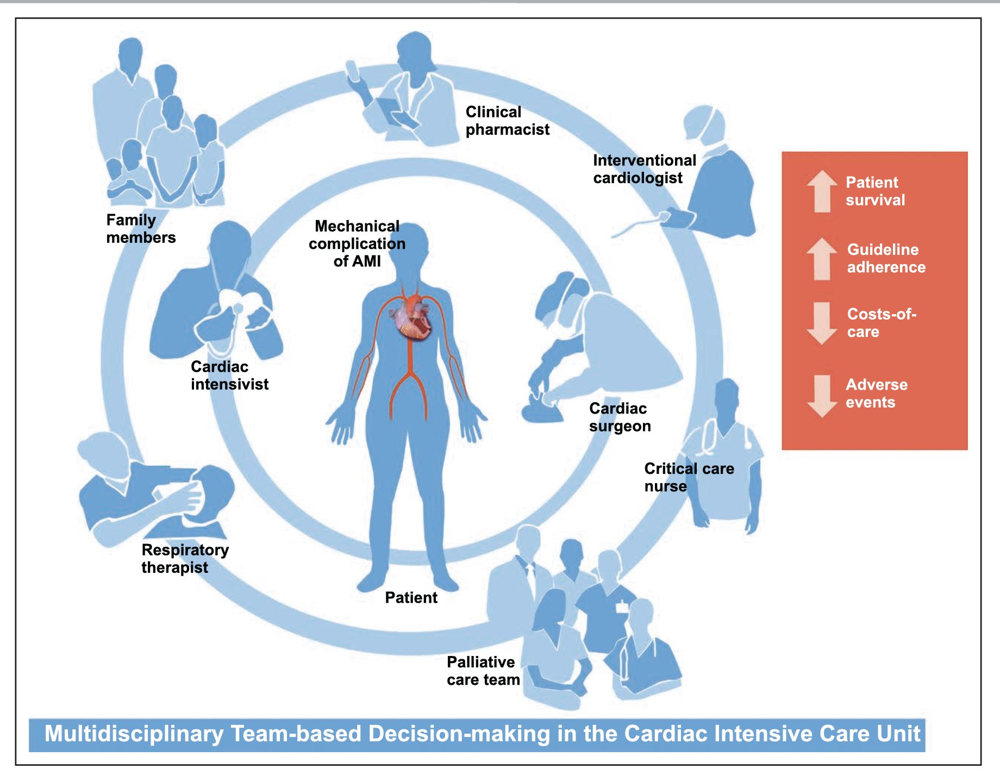 Clinical
pharmacist
Interventional
cardiologist
Family
members
Mechanical
complication
of AMI
Cardiac
intensivist
Cardiac
surgeon
Critical care
nurse
Respiratory
therapist
Patient
Palliative
care team
Patient
survival
Guideline
adherence
Costs-of-
care
Adverse
events
Multidisciplinary Team-based Decision-making in the Cardiac Intensive Care Unit